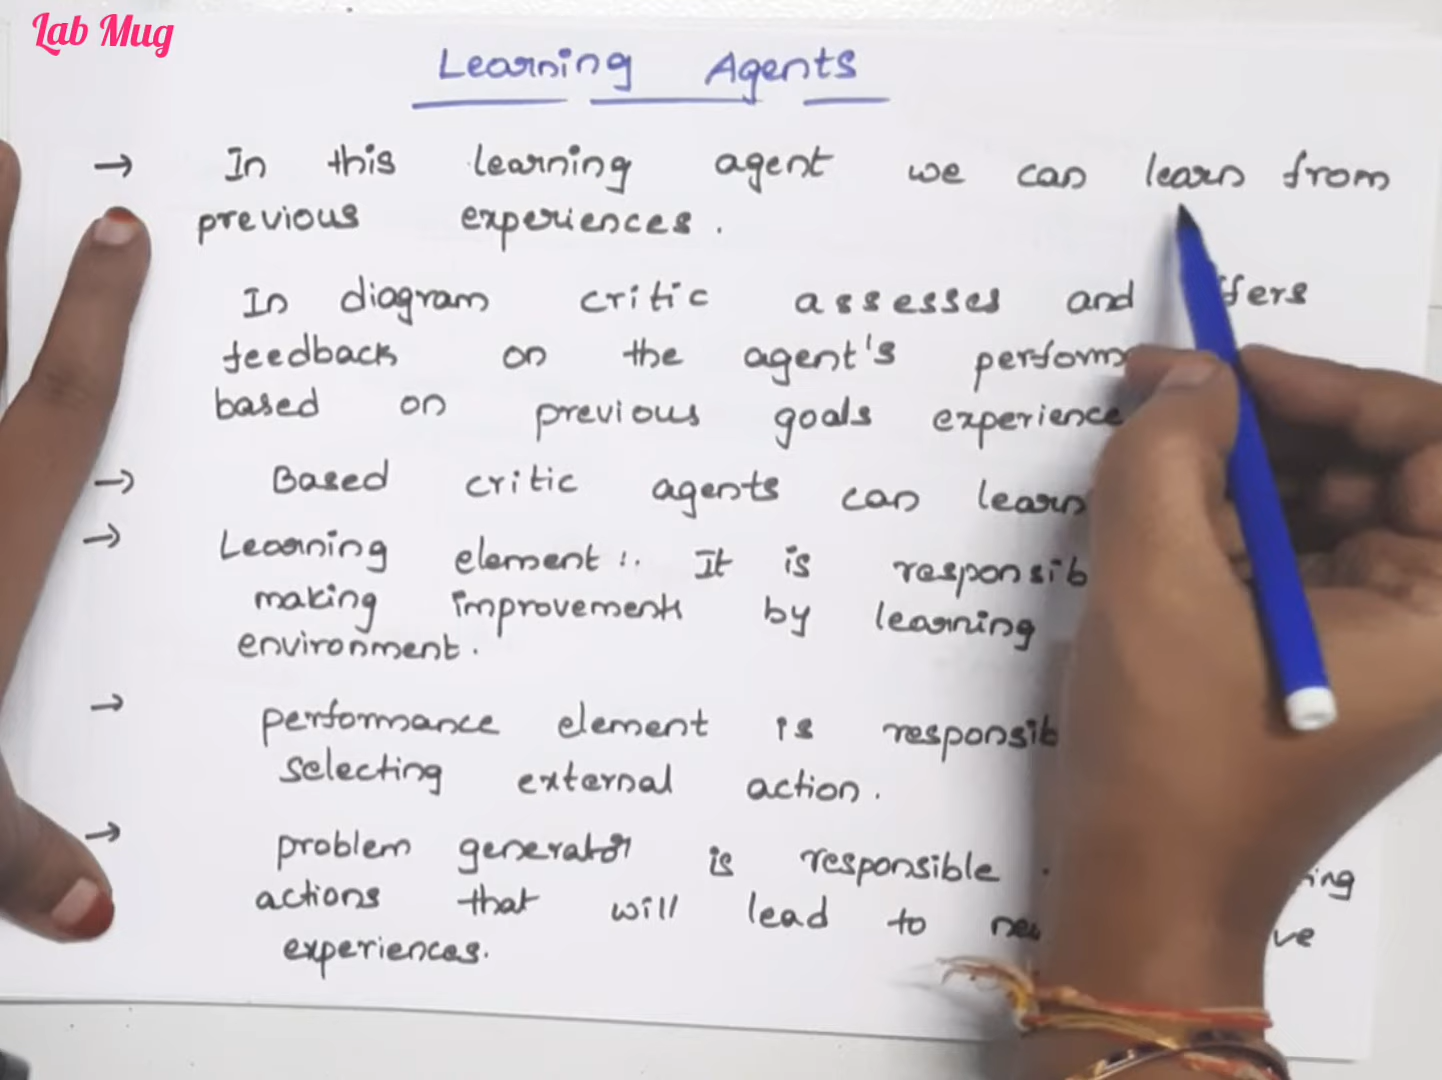 Lab Mug
Learning Agents
→ In this learning agent we can learn from
previous experiences.
In diagram critic assesses and
feedback on the agent's
based on previous goals
→ Based critic agents can learn
→ Learning element:. It is
making improvement by learning
environment.
→ performance element is
selecting external action.
→ problem generator is responsible
actions that will lead to
experiences.